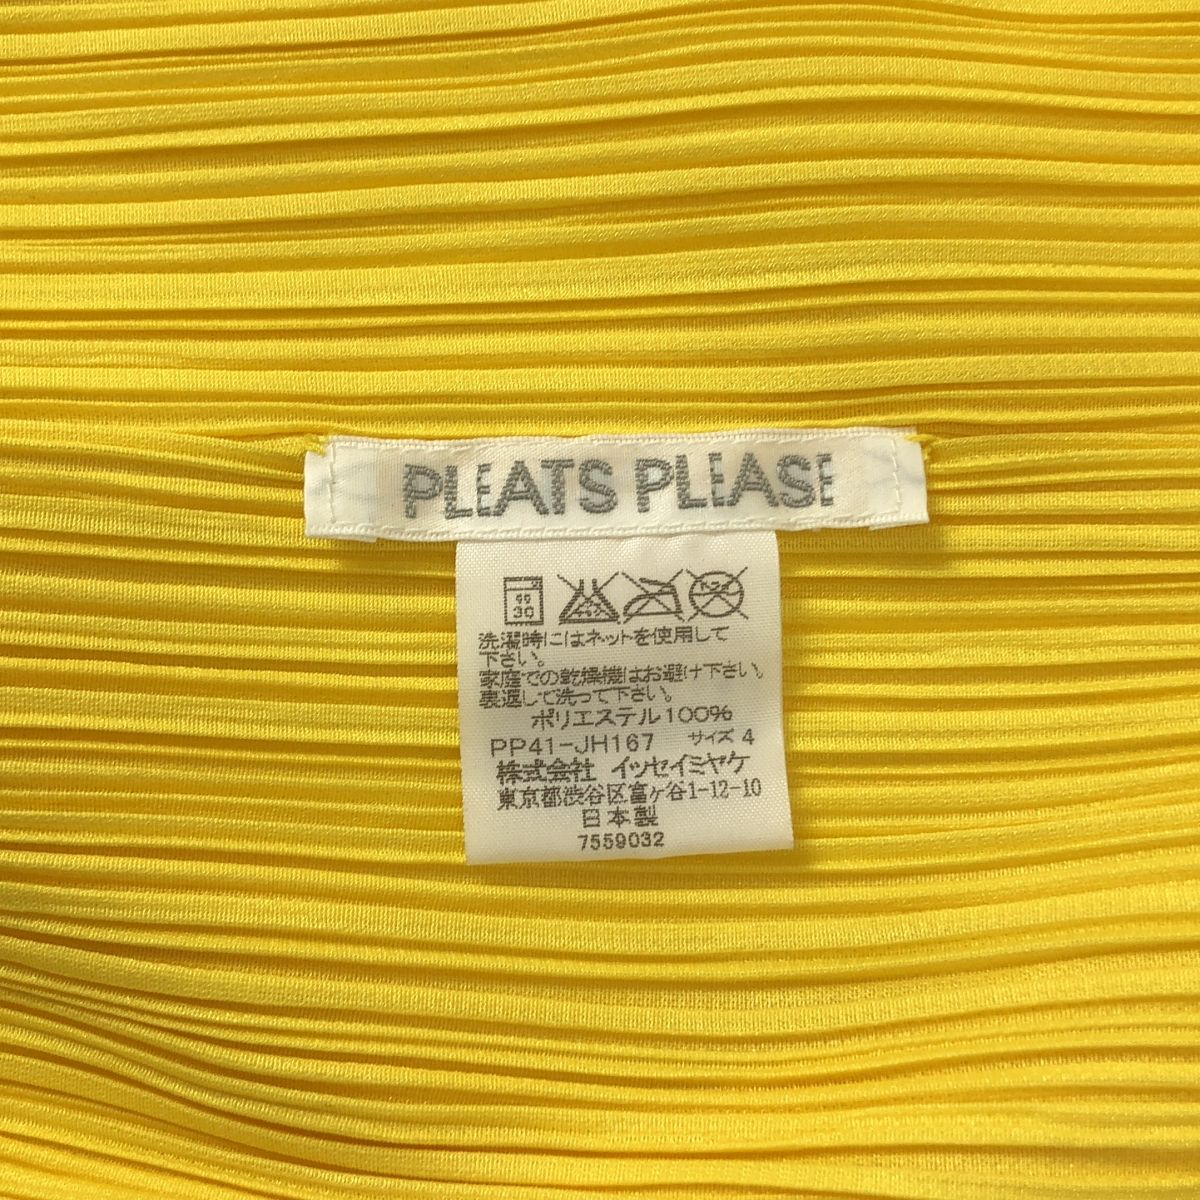 PLEATS PLEASE
30
洗濯時にはネットを使用して
下さい。
家庭での乾燥機はお避け下さい。
裏返して洗って下さい。
ポリエステル100%
PP41-JH167 サイズ 4
株式会社 イッセイミヤケ
東京都渋谷区富ヶ谷1-12-10
日本製
7559032